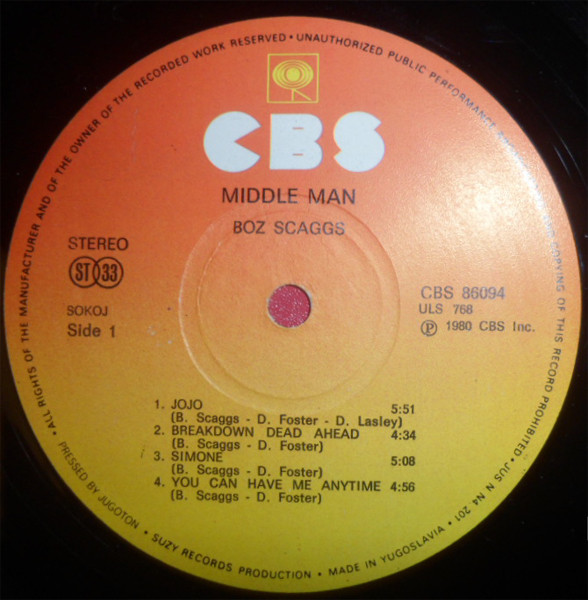 • ALL RIGHTS OF THE MANUFACTURER AND OF THE OWNER OF THE RECORDED WORK RESERVED • UNAUTHORIZED PUBLIC PERFORMANCE AND COPYING OF THIS RECORD PROHIBITED • JUS N N4 201
CBS
MIDDLE MAN
BOZ SCAGGS
STEREO
ST 33
SOKOJ
Side 1
CBS 86094
ULS 768
Ⓟ 1980 CBS Inc.
1. JOJO 5:51
(B. Scaggs - D. Foster - D. Lasley)
2. BREAKDOWN DEAD AHEAD 4:34
(B. Scaggs - D. Foster)
3. SIMONE 5:08
(B. Scaggs - D. Foster)
4. YOU CAN HAVE ME ANYTIME 4:56
(B. Scaggs - D. Foster)
PRESSED BY JUGOTON • SUZY RECORDS PRODUCTION • MADE IN YUGOSLAVIA •